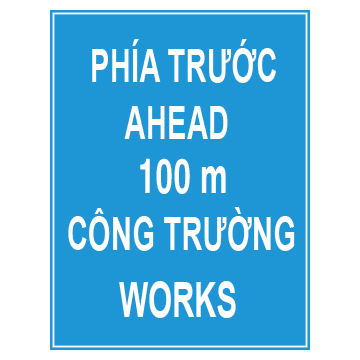 PHÍA TRƯỚC
AHEAD
100 m
CÔNG TRƯỜNG
WORKS